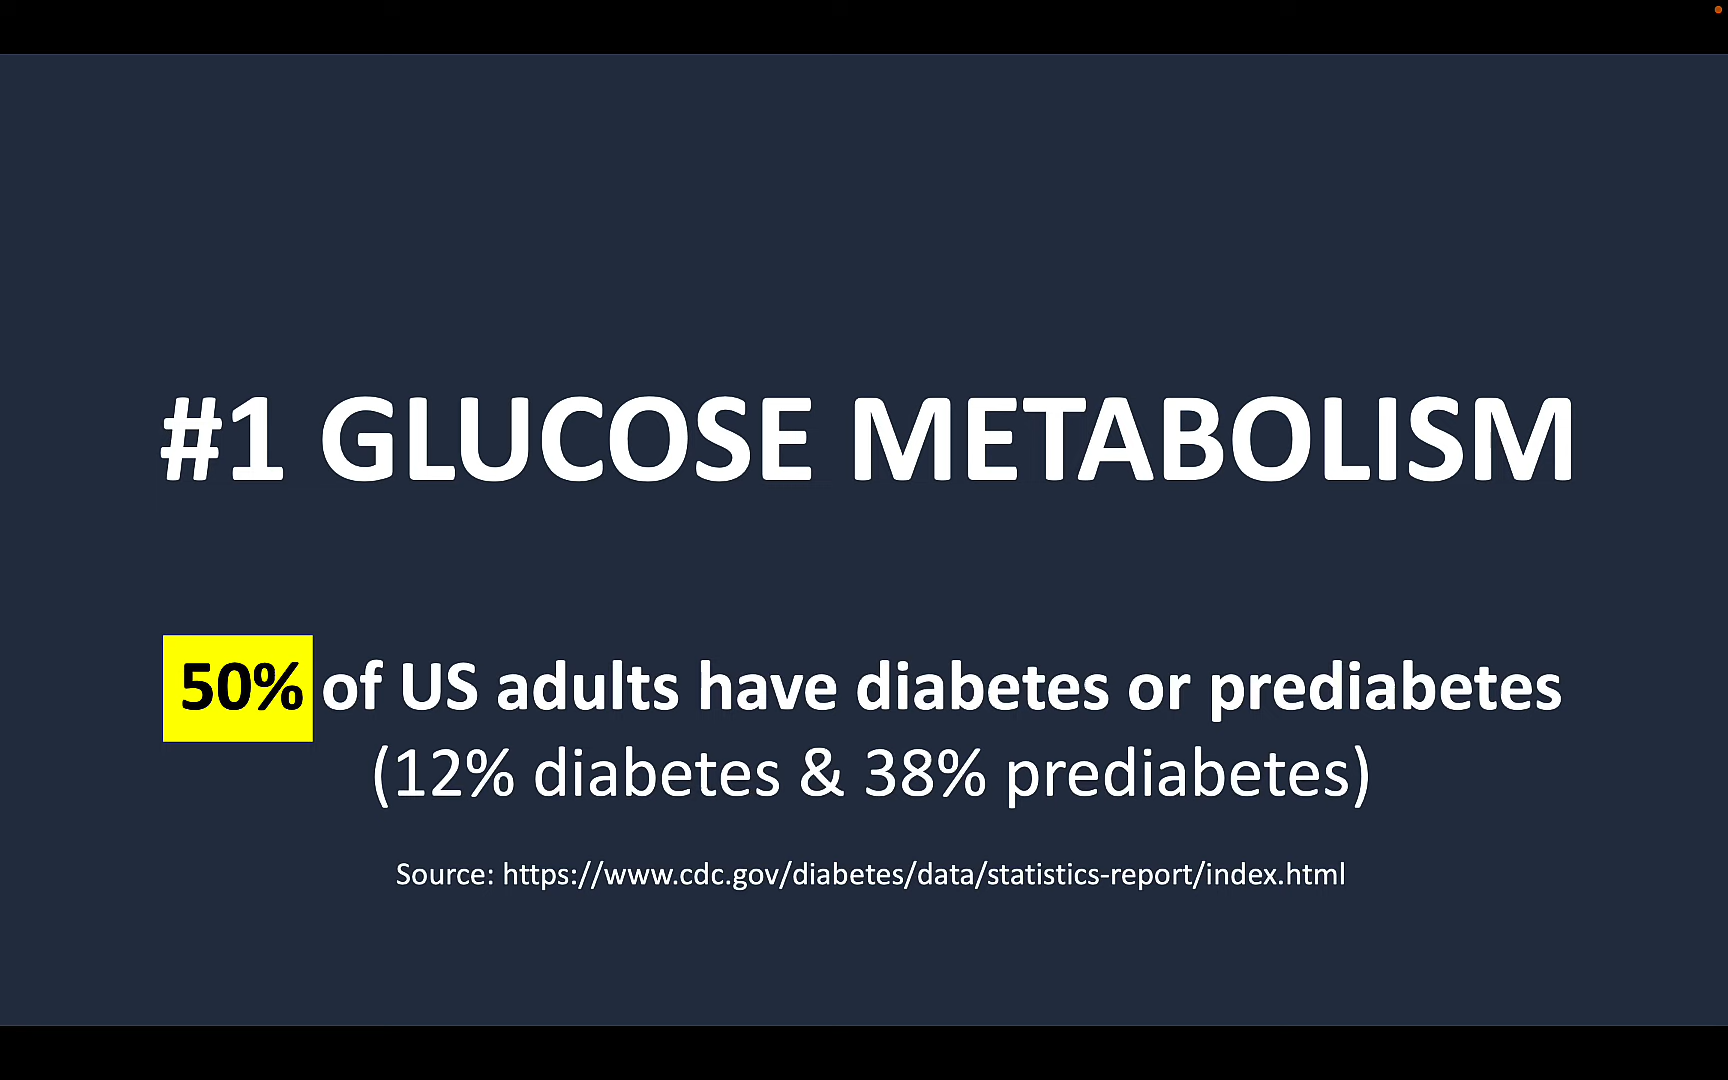 #1 GLUCOSE METABOLISM
50% of US adults have diabetes or prediabetes
(12% diabetes & 38% prediabetes)
Source: https://www.cdc.gov/diabetes/data/statistics-report/index.html